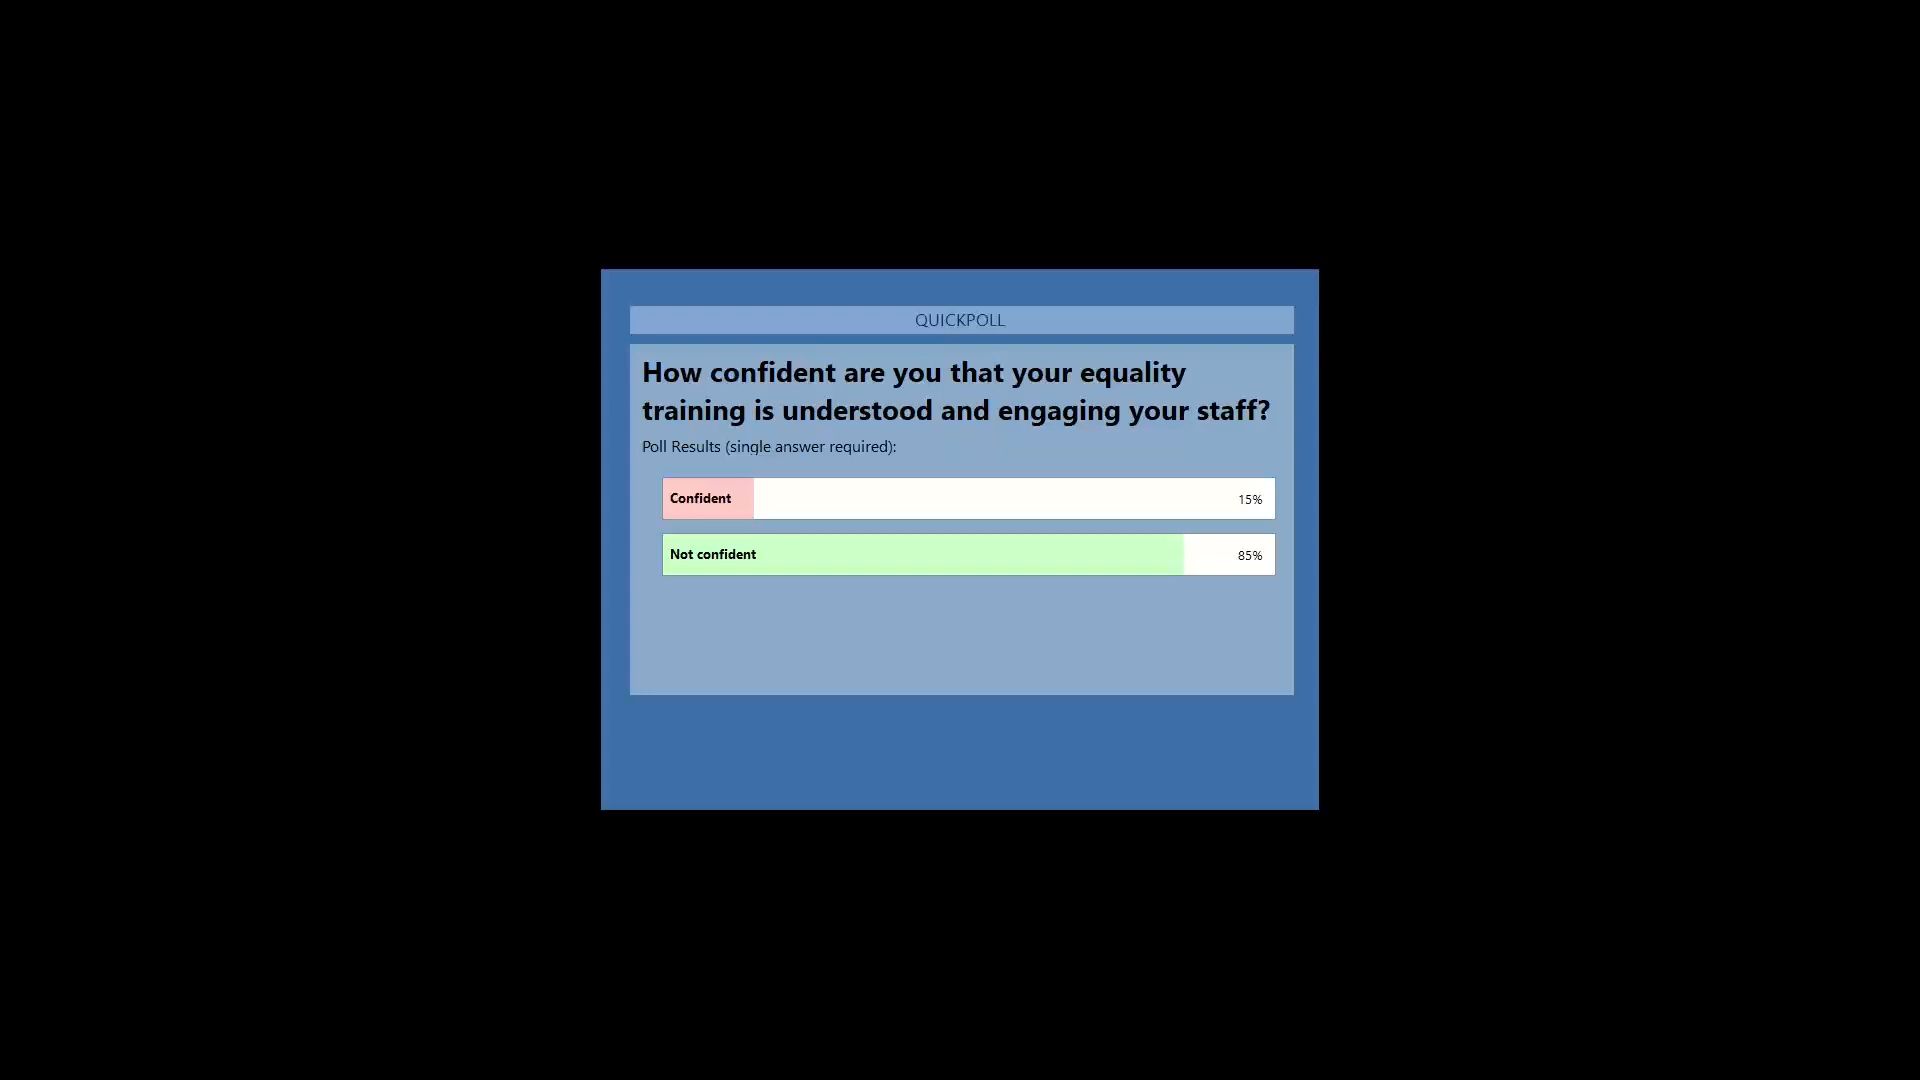 QUICKPOLL
How confident are you that your equality
training is understood and engaging your staff?
Poll Results (single answer required):
Confident 15%
Not confident 85%